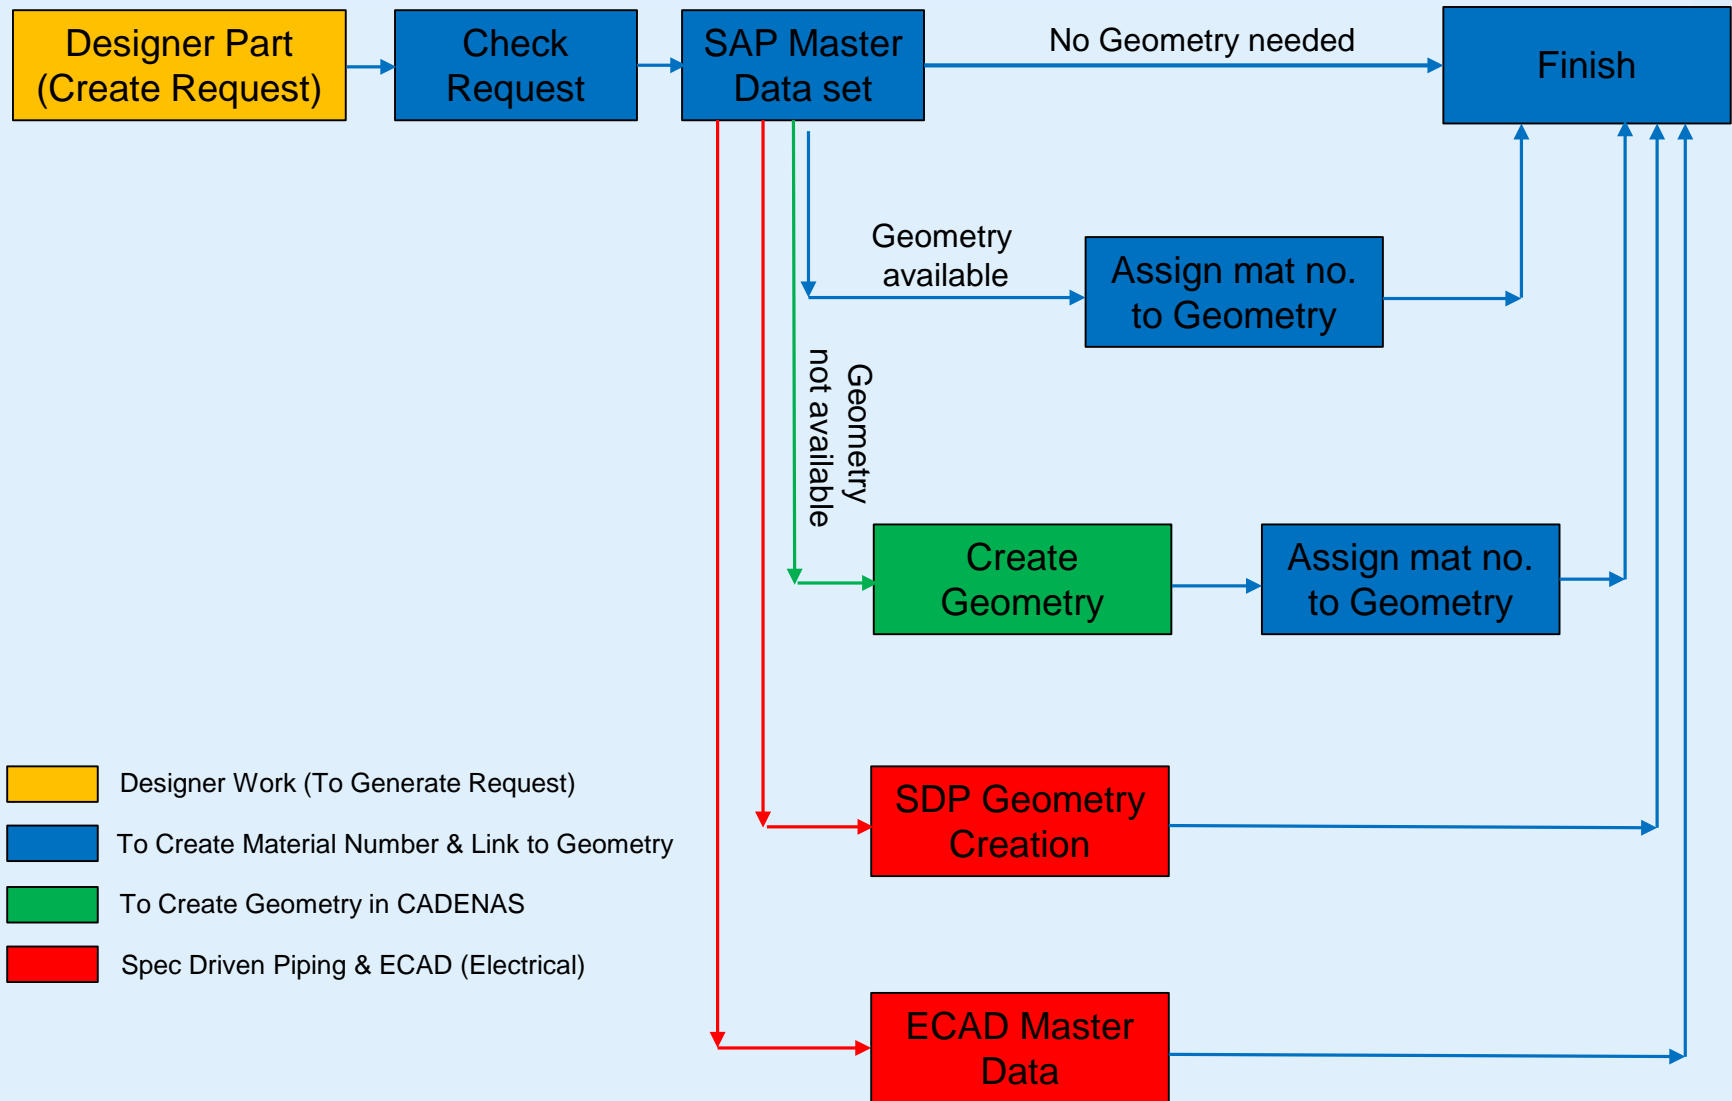 Designer Part
(Create Request)
Check
Request
SAP Master
Data set
No Geometry needed
Finish
Geometry
available
Assign mat no.
to Geometry
Geometry
not available
Create
Geometry
Assign mat no.
to Geometry
SDP Geometry
Creation
ECAD Master
Data
Designer Work (To Generate Request)
To Create Material Number & Link to Geometry
To Create Geometry in CADENAS
Spec Driven Piping & ECAD (Electrical)